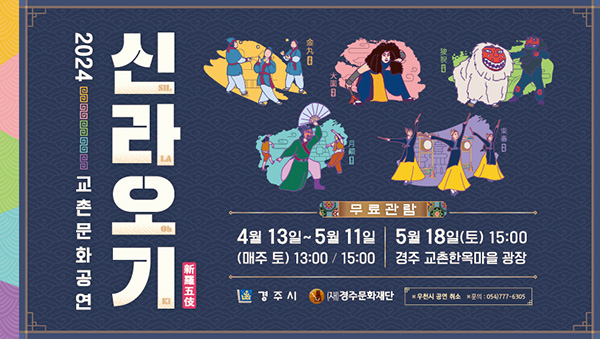 2024 교촌문화공연
신라오기
SIL
LA
Oh
KI
新羅五伎
金丸
大面
狻猊
月顚
束毒
무료관람
4월 13일~5월 11일
(매주 토) 13:00 / 15:00
5월 18일(토) 15:00
경주 교촌한옥마을 광장
경주시
(재)경주문화재단
※우천시 공연 취소 ※문의 : 054)777-6305